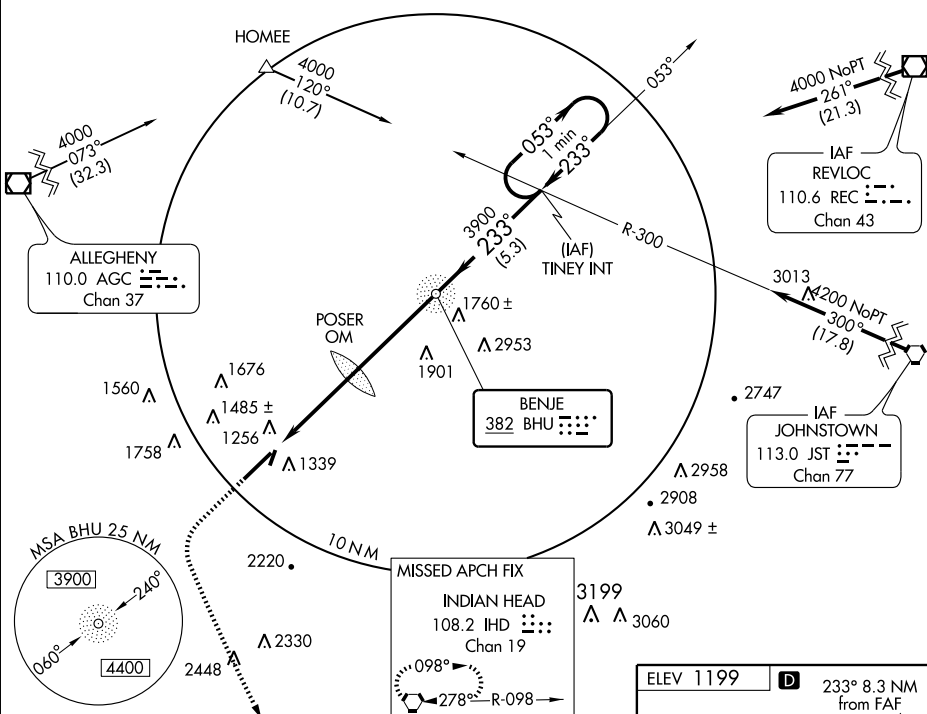 HOMEE
4000
120°
(10.7)
053°
4000 NoPT
261°
(21.3)
4000
073°
(32.3)
053°
1 min
233°
IAF
REVLOC
110.6 REC
Chan 43
ALLEGHENY
110.0 AGC
Chan 37
3900
233°
(5.3)
(IAF)
TINEY INT
R-300
3013
4200 NoPT
300°
(17.8)
POSER
OM
1760 ±
2953
1901
1676
1560
1485 ±
1256
1758
1339
BENJE
382 BHU
2747
IAF
JOHNSTOWN
113.0 JST
Chan 77
2958
2908
3049 ±
MSA BHU 25 NM
3900
240°
060°
4400
10 NM
2220
2330
2448
MISSED APCH FIX
INDIAN HEAD
108.2 IHD
Chan 19
098°
278°
R-098
3199
3060
ELEV 1199
D
233° 8.3 NM
from FAF